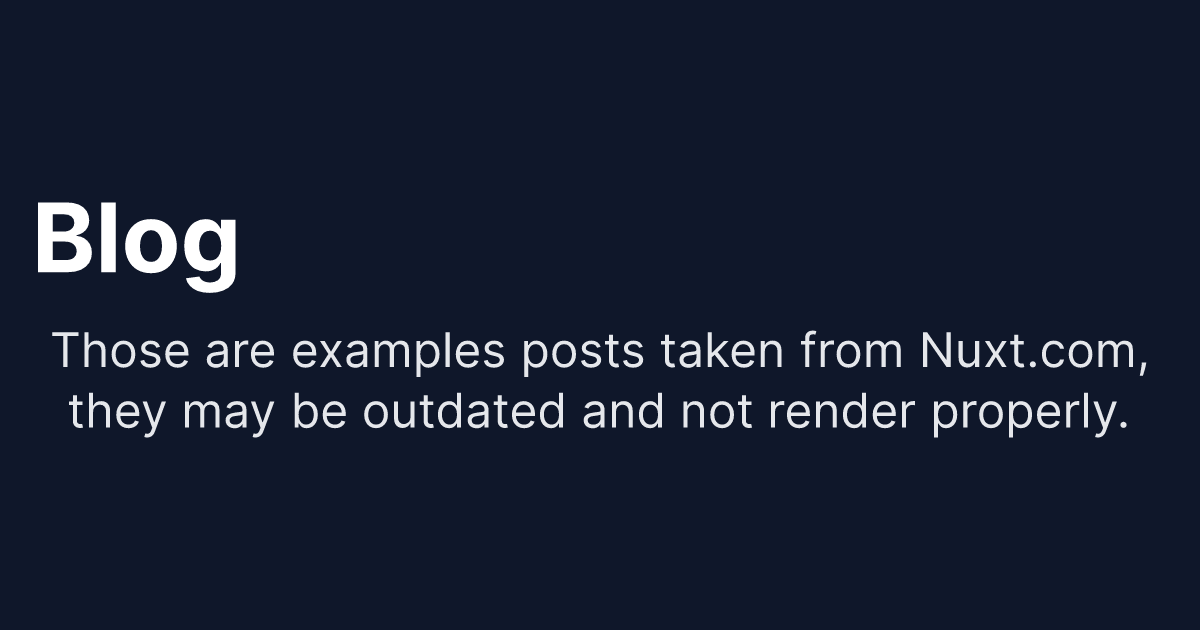 Blog
Those are examples posts taken from Nuxt.com,
they may be outdated and not render properly.